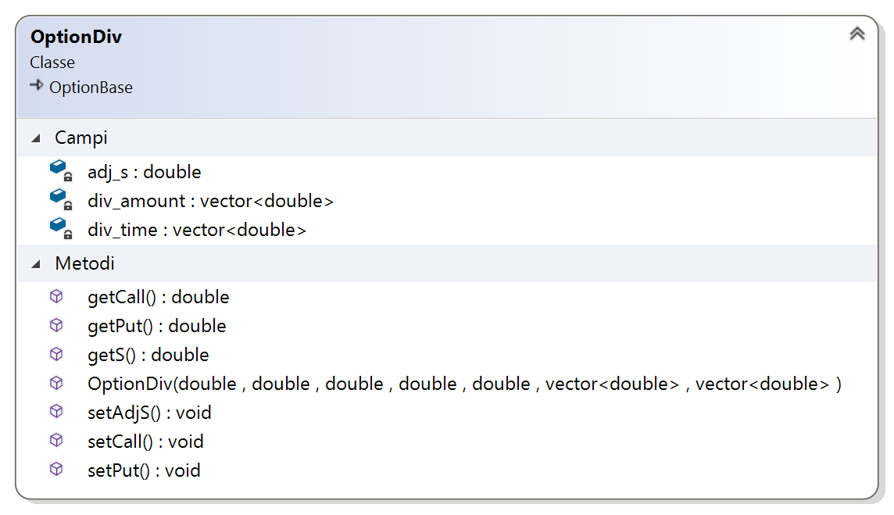 OptionDiv
Classe
OptionBase
Campi
adj_s : double
div_amount : vector<double>
div_time : vector<double>
Metodi
getCall() : double
getPut() : double
getS() : double
OptionDiv(double , double , double , double , double , vector<double> , vector<double> )
setAdjS() : void
setCall() : void
setPut() : void